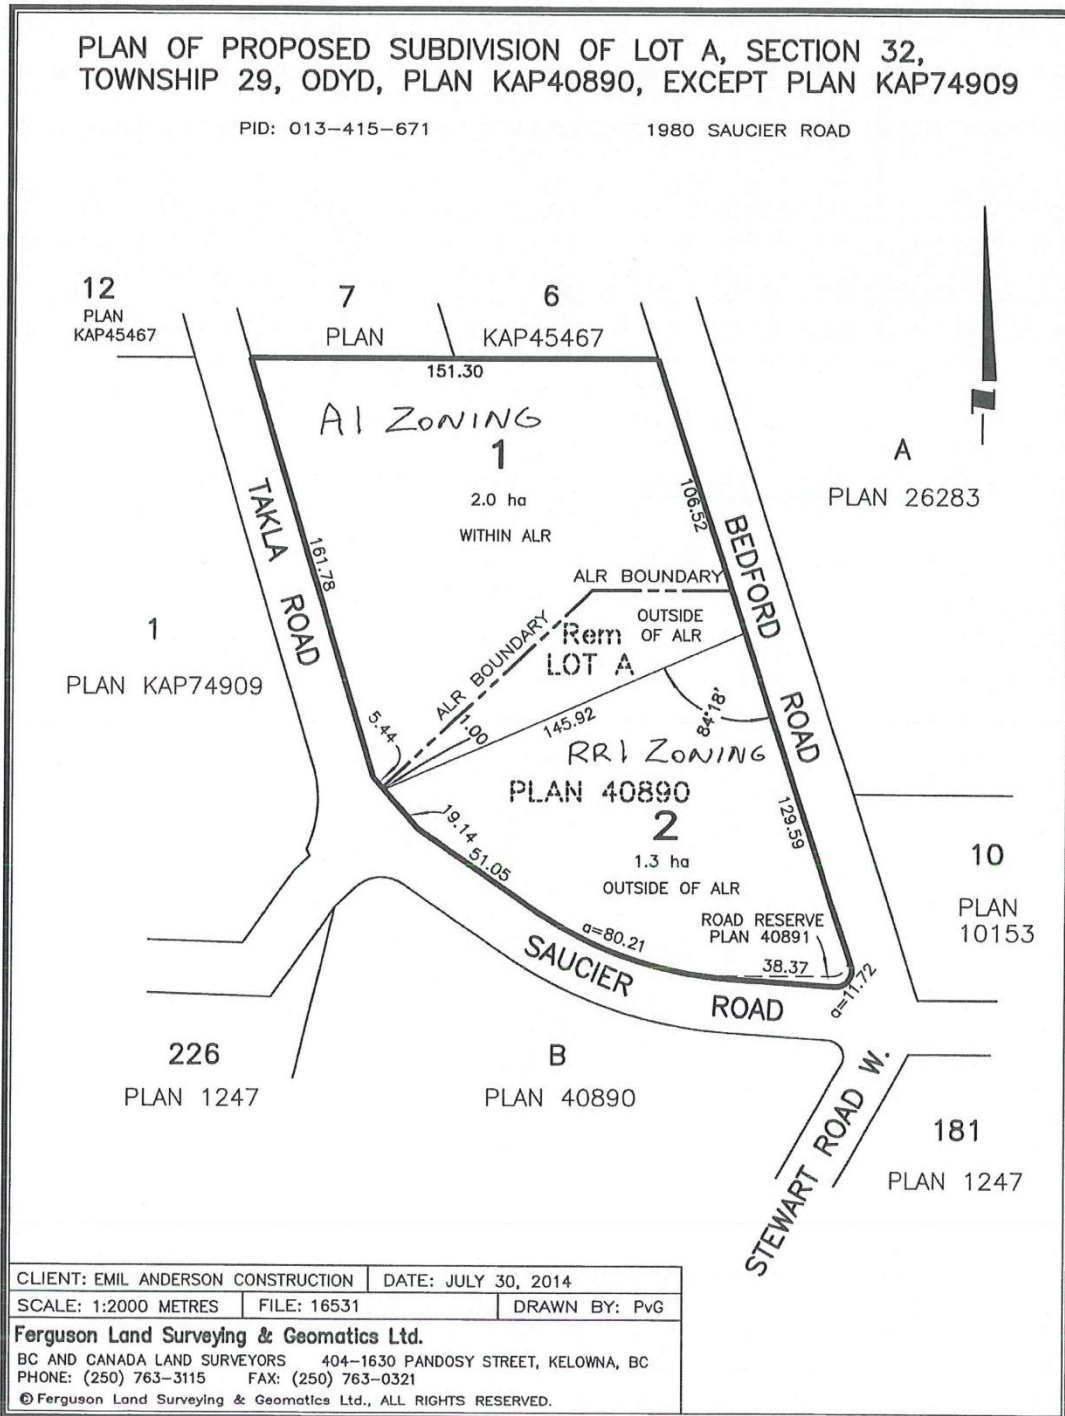 PLAN OF PROPOSED SUBDIVISION OF LOT A, SECTION 32,
TOWNSHIP 29, ODYD, PLAN KAP40890, EXCEPT PLAN KAP74909
PID: 013-415-671 1980 SAUCIER ROAD
12
PLAN
KAP45467
7 6
PLAN KAP45467
151.30
A1 ZONING
1
2.0 ha
WITHIN ALR
A
PLAN 26283
TAKLA ROAD
161.78
106.52
BEDFORD ROAD
ALR BOUNDARY
ALR BOUNDARY
OUTSIDE
OF ALR
Rem
LOT A
1
PLAN KAP74909
5.44
1.00
145.92
84°18'
RR1 ZONING
PLAN 40890
2
1.3 ha
OUTSIDE OF ALR
129.59
19.14
51.05
a=80.21
ROAD RESERVE
PLAN 40891
38.37
a=11.72
10
PLAN
10153
SAUCIER ROAD
226
PLAN 1247
B
PLAN 40890
STEWART ROAD W.
181
PLAN 1247
CLIENT: EMIL ANDERSON CONSTRUCTION DATE: JULY 30, 2014
SCALE: 1:2000 METRES FILE: 16531 DRAWN BY: PvG
Ferguson Land Surveying & Geomatics Ltd.
BC AND CANADA LAND SURVEYORS 404-1630 PANDOSY STREET, KELOWNA, BC
PHONE: (250) 763-3115 FAX: (250) 763-0321
© Ferguson Land Surveying & Geomatics Ltd., ALL RIGHTS RESERVED.